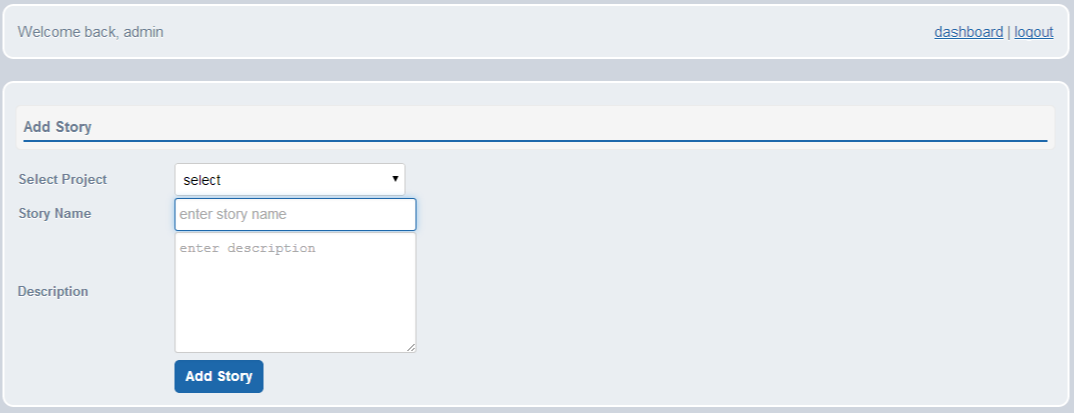 Welcome back, admin dashboard | logout
Add Story
Select Project select
Story Name enter story name
enter description
Description
Add Story